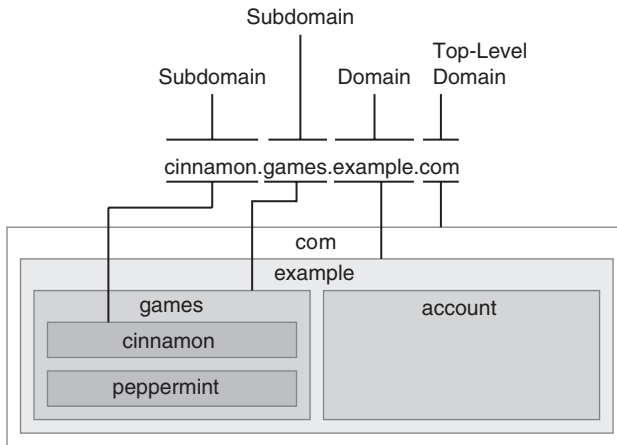 Subdomain
Subdomain
Domain
Top-Level
Domain
cinnamon.games.example.com
com
example
games
account
cinnamon
peppermint